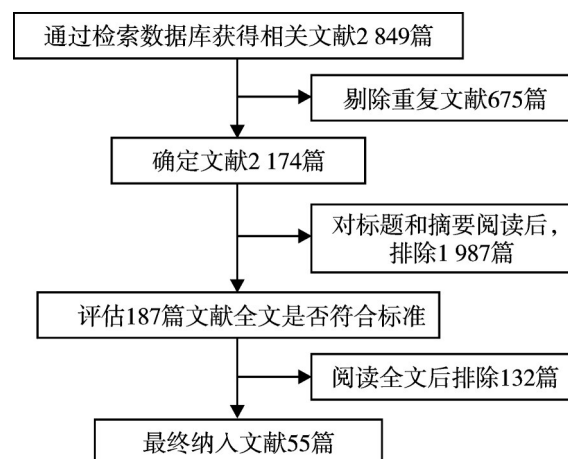 通过检索数据库获得相关文献2 849篇
剔除重复文献675篇
确定文献2 174篇
对标题和摘要阅读后，
排除1 987篇
评估187篇文献全文是否符合标准
阅读全文后排除132篇
最终纳入文献55篇